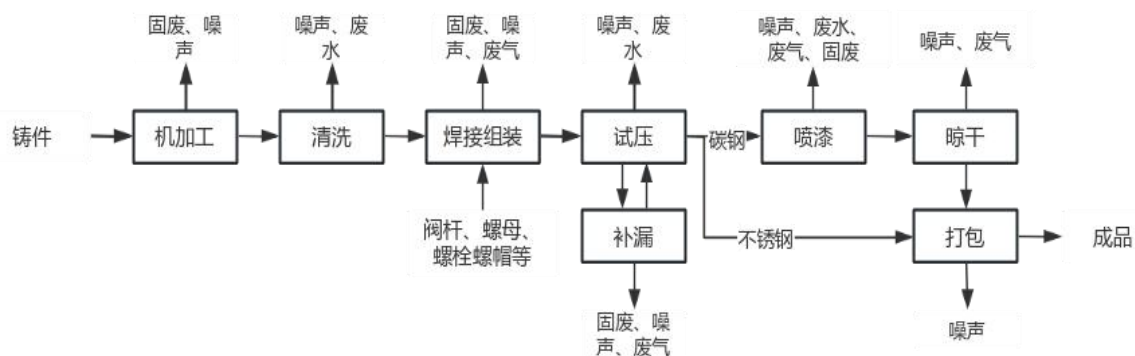 固废、噪
声
噪声、废
水
固废、噪
声、废气
噪声、废
水
噪声、废水、
废气、固废
噪声、废气
铸件
机加工
清洗
焊接组装
试压
碳钢
喷漆
晾干
阀杆、螺母、
螺栓螺帽等
补漏
不锈钢
打包
成品
固废、噪
声、废气
噪声